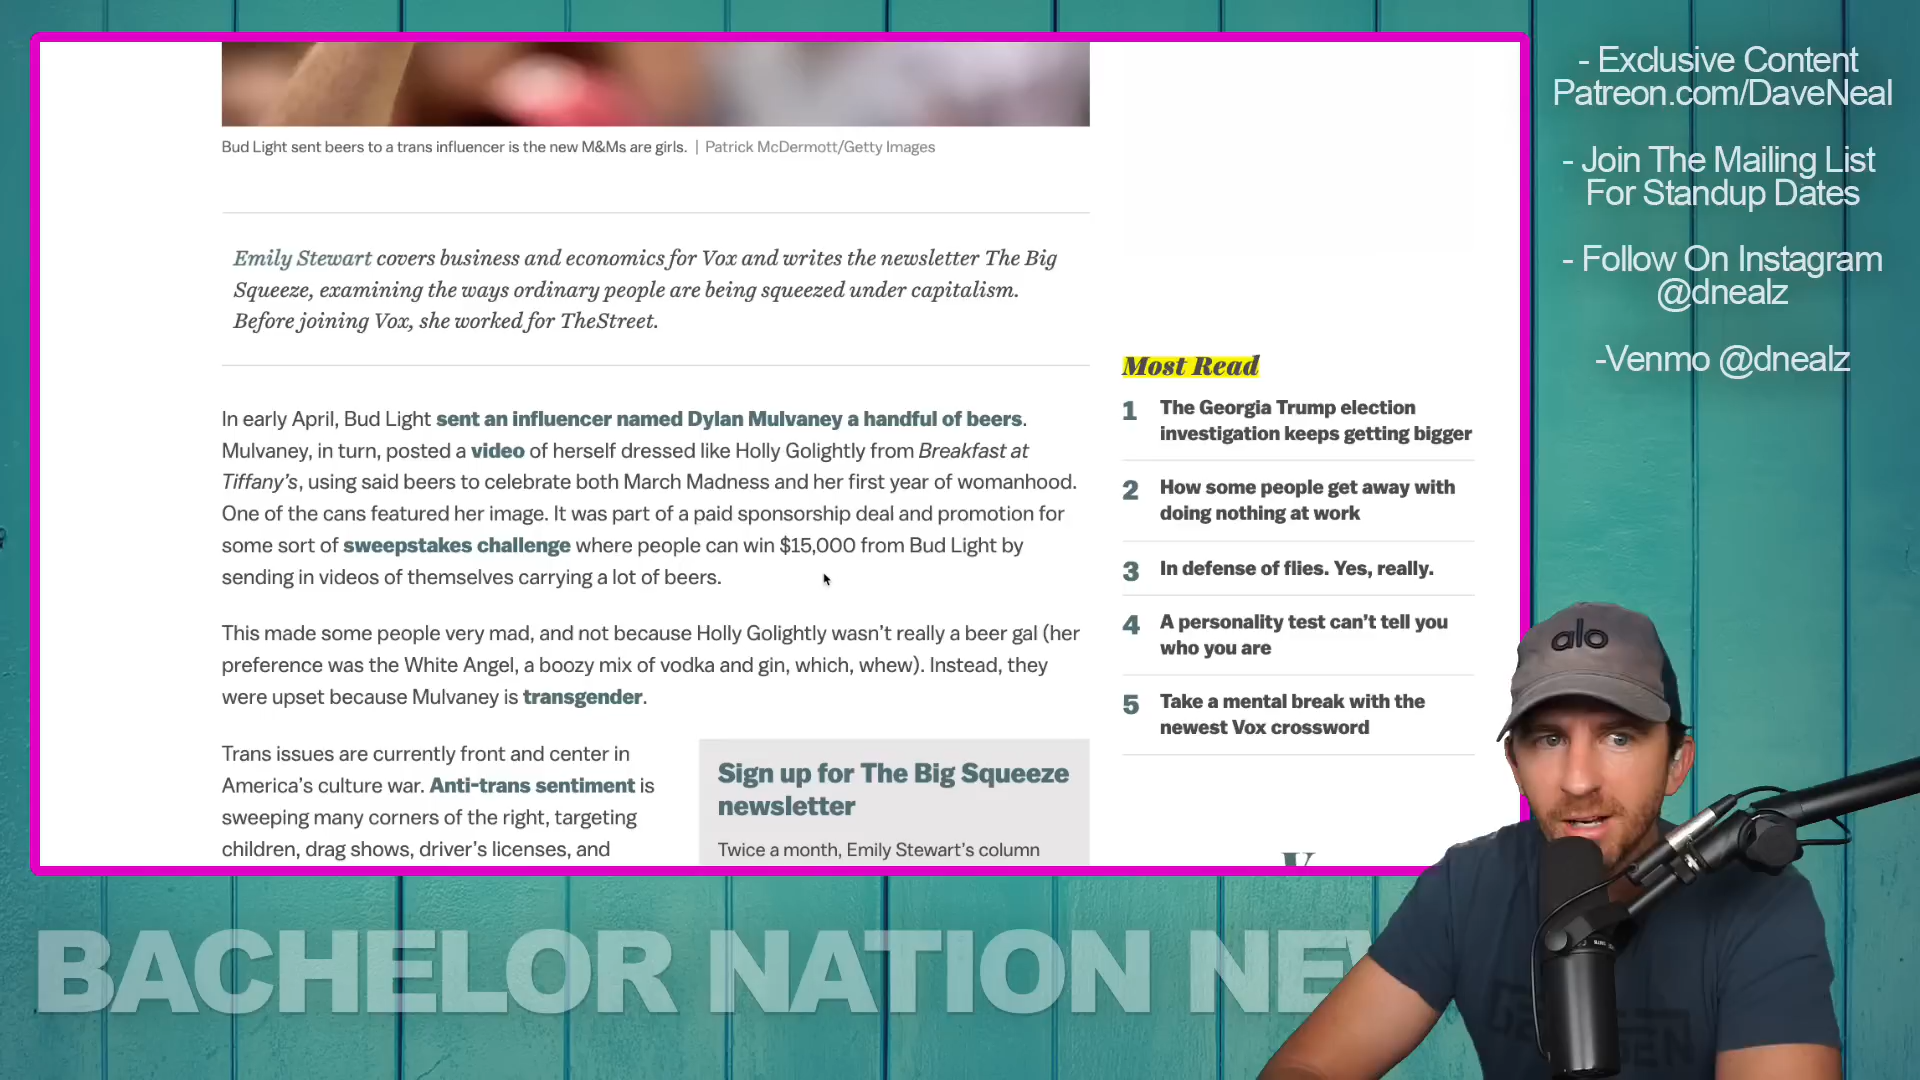 Bud Light sent beers to a trans influencer is the new M&Ms are girls. | Patrick McDermott/Getty Images
Emily Stewart covers business and economics for Vox and writes the newsletter The Big
Squeeze, examining the ways ordinary people are being squeezed under capitalism.
Before joining Vox, she worked for TheStreet.
In early April, Bud Light sent an influencer named Dylan Mulvaney a handful of beers.
Mulvaney, in turn, posted a video of herself dressed like Holly Golightly from Breakfast at
Tiffany's, using said beers to celebrate both March Madness and her first year of womanhood.
One of the cans featured her image. It was part of a paid sponsorship deal and promotion for
some sort of sweepstakes challenge where people can win $15,000 from Bud Light by
sending in videos of themselves carrying a lot of beers.
This made some people very mad, and not because Holly Golightly wasn't really a beer gal (her
preference was the White Angel, a boozy mix of vodka and gin, which, whew). Instead, they
were upset because Mulvaney is transgender.
Trans issues are currently front and center in
America's culture war. Anti-trans sentiment is
sweeping many corners of the right, targeting
children, drag shows, driver's licenses, and
Sign up for The Big Squeeze
newsletter
Twice a month, Emily Stewart's column
Most Read
1 The Georgia Trump election
investigation keeps getting bigger
2 How some people get away with
doing nothing at work
3 In defense of flies. Yes, really.
4 A personality test can't tell you
who you are
5 Take a mental break with the
newest Vox crossword
- Exclusive Content
Patreon.com/DaveNeal
- Join The Mailing List
For Standup Dates
- Follow On Instagram
@dnealz
-Venmo @dnealz
alo
BACHELOR NATION NE